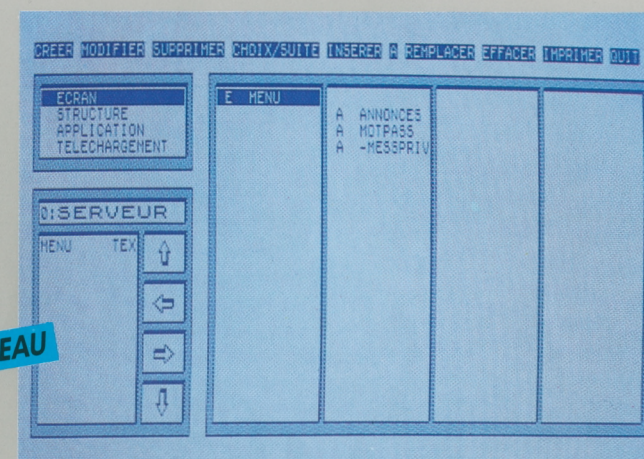 CREER MODIFIER SUPPRIMER CHOIX/SUITE INSERER A REMPLACER EFFACER IMPRIMER QUIT
ECRAN
STRUCTURE
APPLICATION
TELECHARGEMENT
0:SERVEUR
MENU TEX
E MENU
A ANNONCES
A MOTPASS
A -MESSPRIV
EAU